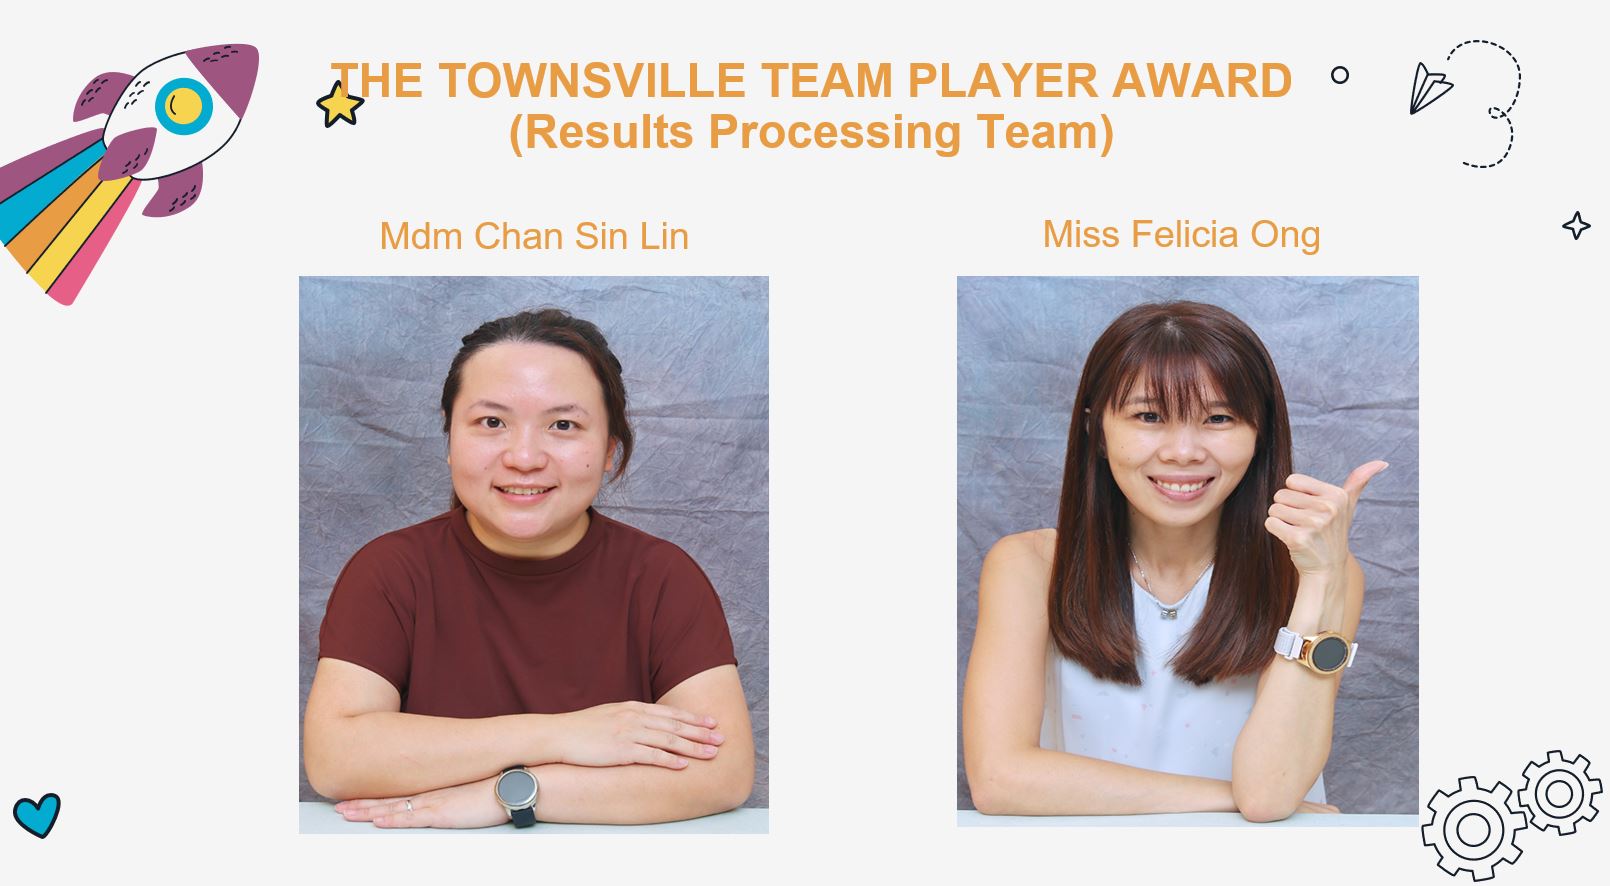 THE TOWNSVILLE TEAM PLAYER AWARD
(Results Processing Team)
Mdm Chan Sin Lin
Miss Felicia Ong